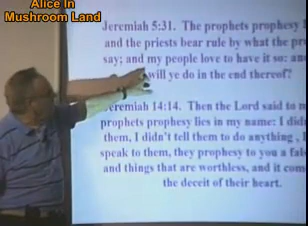 Alice In
Mushroom Land
Jeremiah 5:31. The prophets prophesy
and the priests bear rule by what the
say; and my people love to have it so: and
will ye do in the end thereof?
Jeremiah 14:14. Then the Lord said to
prophets prophesy lies in my name: I
them, I didn't tell them to do anything ,
speak to them, they prophesy to you a
and things that are worthless, and it
the deceit of their heart.